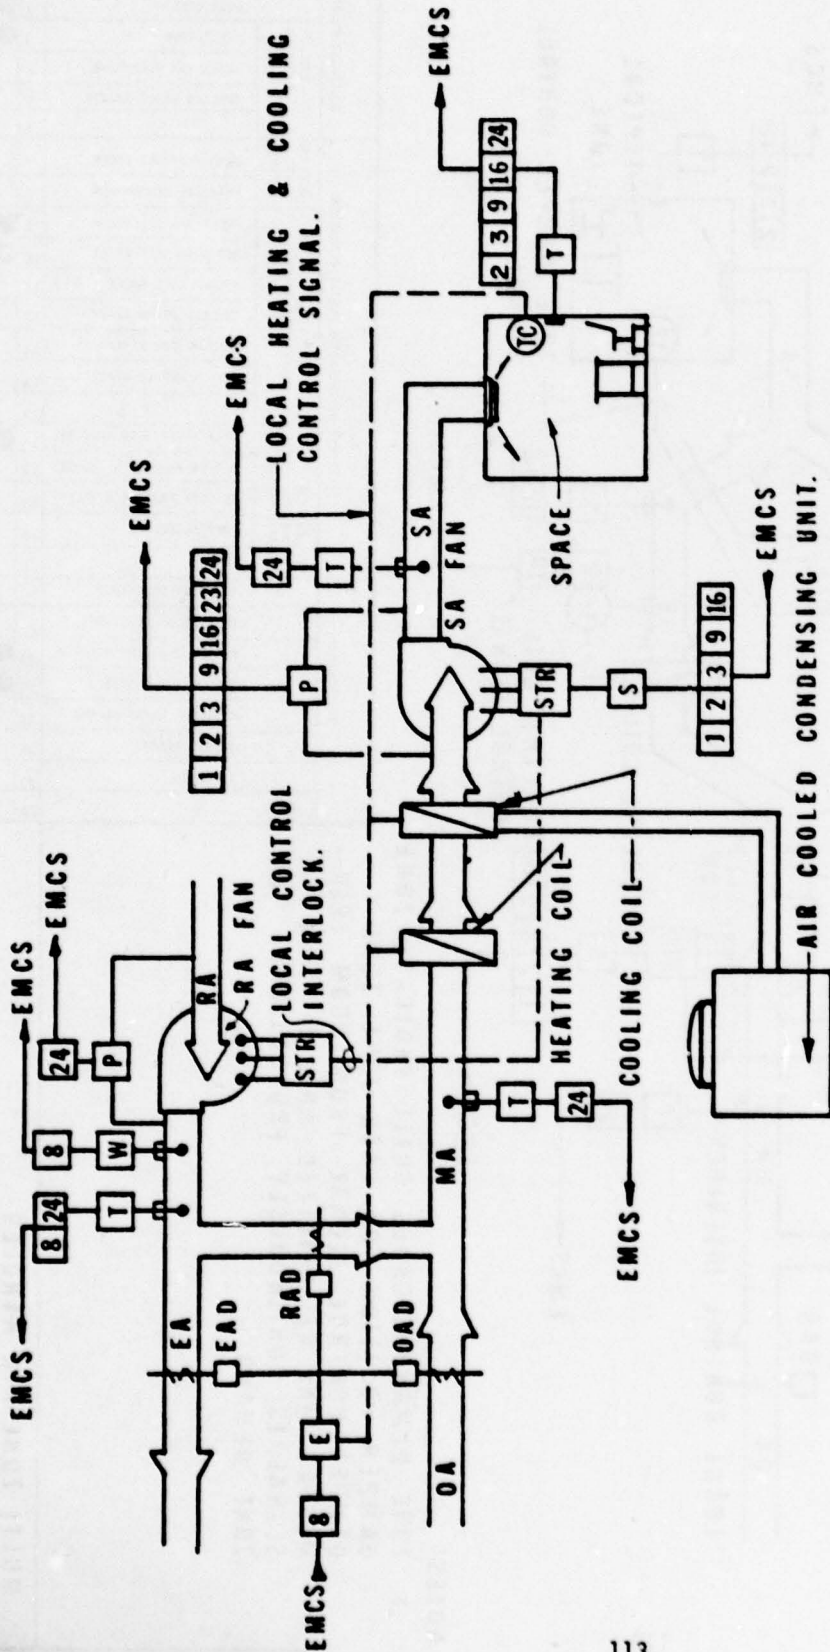 EMCS
8 24
T
EMCS
8
W
EMCS
24
P
RA
RA FAN
STR
LOCAL CONTROL
INTERLOCK.
EA
EAD
RAD
OAD
EMCS
8
E
OA
MA
T
24
EMCS
HEATING COIL
COOLING COIL
AIR COOLED CONDENSING UNIT.
EMCS
1 2 3 9 16 23 24
P
EMCS
24
T
SA
SA FAN
STR
S
1 2 3 9 16
EMCS
LOCAL HEATING & COOLING
CONTROL SIGNAL.
SPACE
TC
T
2 3 9 16 24
EMCS
113